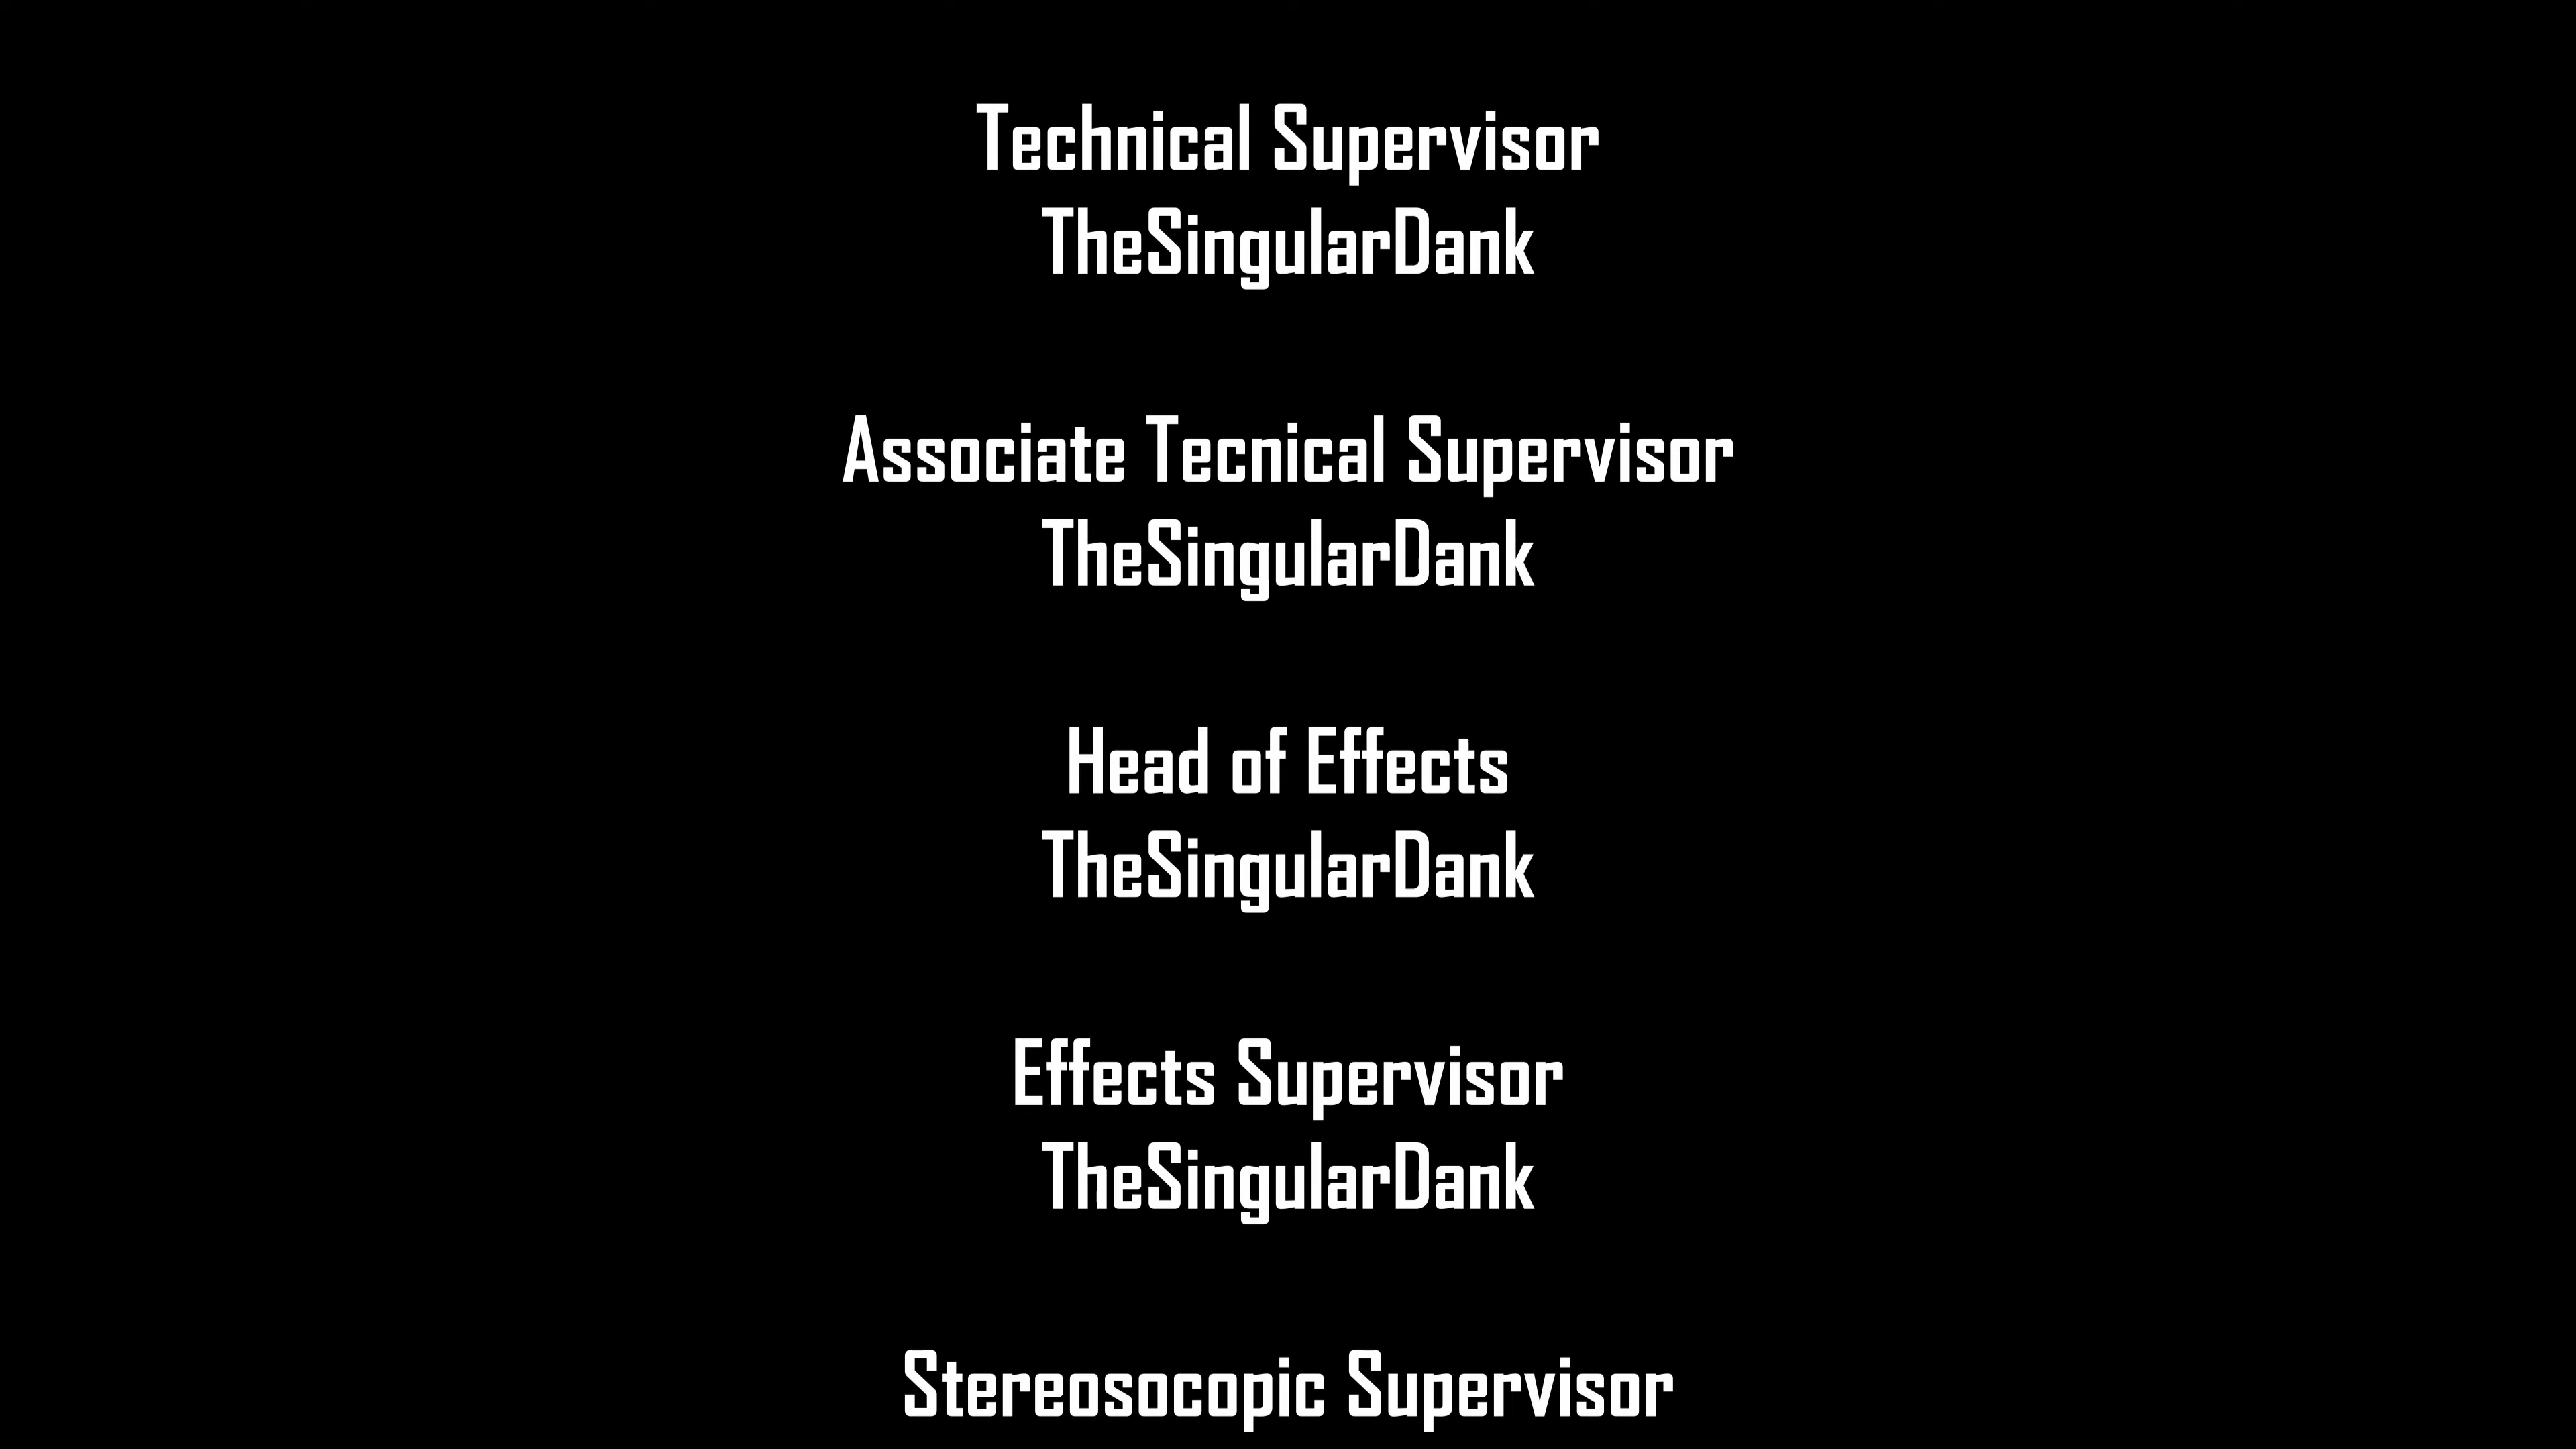 Technical Supervisor
TheSingularDank
Associate Tecnical Supervisor
TheSingularDank
Head of Effects
TheSingularDank
Effects Supervisor
TheSingularDank
Stereosocopic Supervisor